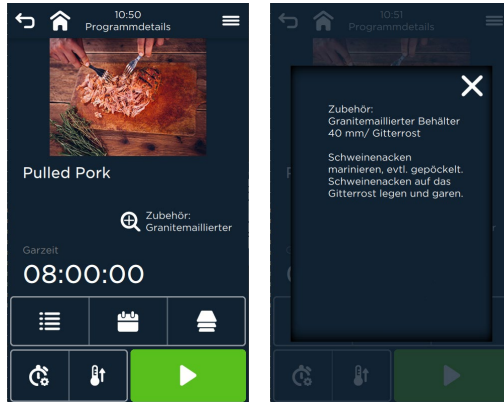 10:50
Programmdetails
Pulled Pork
Zubehör:
Granitemaillierter
Garzeit
08:00:00
10:51
Programmdetails
Zubehör:
Granitemaillierter Behälter
40 mm/ Gitterrost
Schweinenacken
marinieren, evtl. gepöckelt.
Schweinenacken auf das
Gitterrost legen und garen.